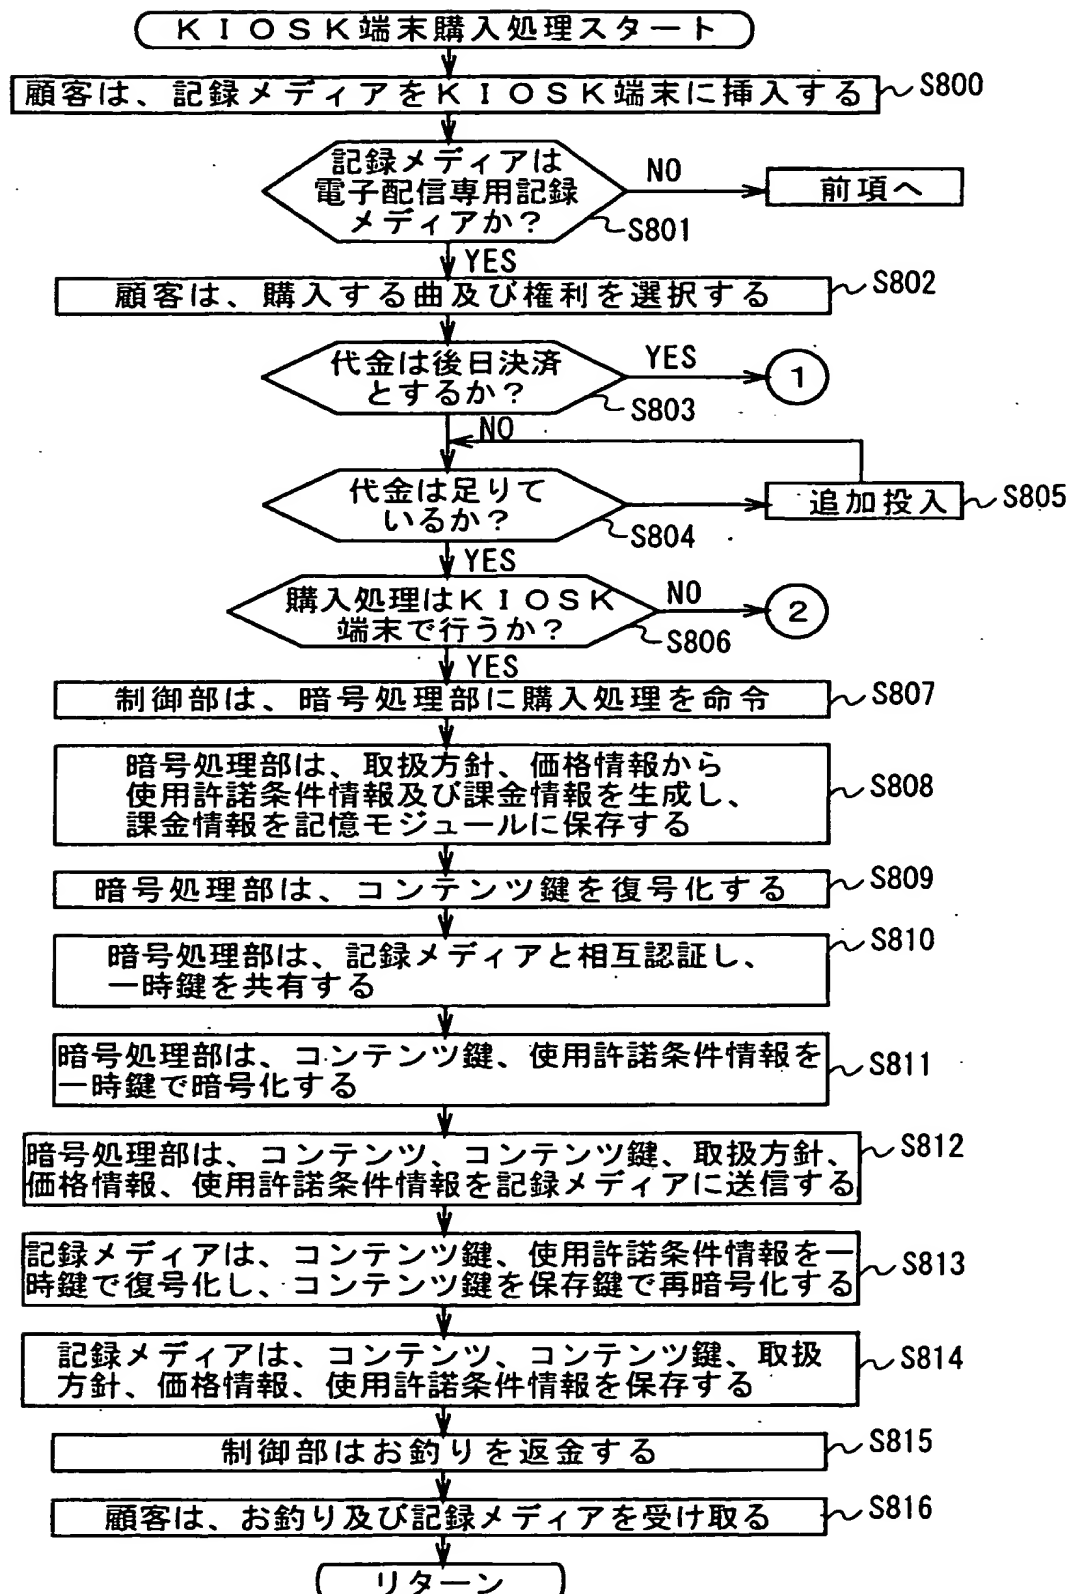 KIOSK端末購入処理スタート
顧客は、記録メディアをKIOSK端末に挿入する
S800
記録メディアは
電子配信専用記録
メディアか?
S801
NO
前項へ
YES
顧客は、購入する曲及び権利を選択する
S802
代金は後日決済
とするか?
S803
YES
1
NO
代金は足りて
いるか?
S804
追加投入
S805
YES
購入処理はKIOSK
端末で行うか?
S806
NO
2
YES
制御部は、暗号処理部に購入処理を命令
S807
暗号処理部は、取扱方針、価格情報から
使用許諾条件情報及び課金情報を生成し、
課金情報を記憶モジュールに保存する
S808
暗号処理部は、コンテンツ鍵を復号化する
S809
暗号処理部は、記録メディアと相互認証し、
一時鍵を共有する
S810
暗号処理部は、コンテンツ鍵、使用許諾条件情報を
一時鍵で暗号化する
S811
暗号処理部は、コンテンツ、コンテンツ鍵、取扱方針、
価格情報、使用許諾条件情報を記録メディアに送信する
S812
記録メディアは、コンテンツ鍵、使用許諾条件情報を一
時鍵で復号化し、コンテンツ鍵を保存鍵で再暗号化する
S813
記録メディアは、コンテンツ、コンテンツ鍵、取扱
方針、価格情報、使用許諾条件情報を保存する
S814
制御部はお釣りを返金する
S815
顧客は、お釣り及び記録メディアを受け取る
S816
リターン